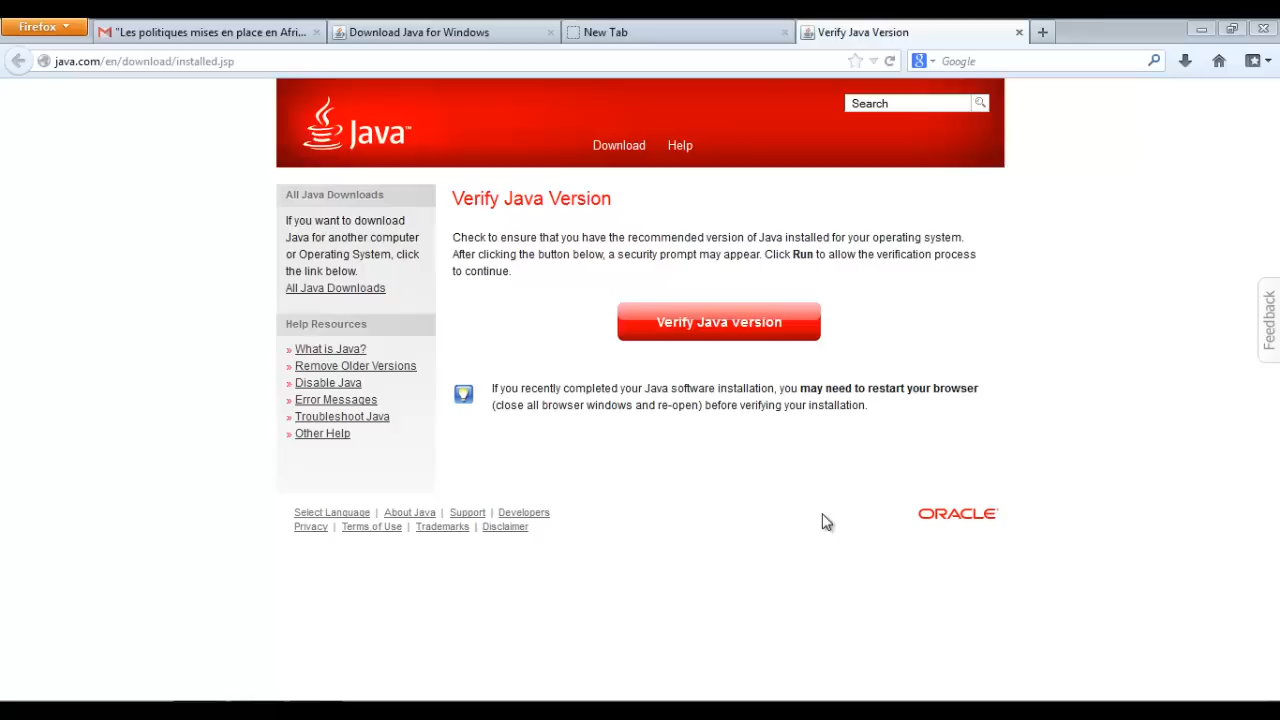 Firefox
"Les politiques mises en place en Afri...
Download Java for Windows
New Tab
Verify Java Version
java.com/en/download/installed.jsp
Google
Java™
Search
Download
Help
All Java Downloads
If you want to download
Java for another computer
or Operating System, click
the link below.
All Java Downloads
Help Resources
» What is Java?
» Remove Older Versions
» Disable Java
» Error Messages
» Troubleshoot Java
» Other Help
Verify Java Version
Check to ensure that you have the recommended version of Java installed for your operating system.
After clicking the button below, a security prompt may appear. Click Run to allow the verification process
to continue.
Verify Java version
If you recently completed your Java software installation, you may need to restart your browser
(close all browser windows and re-open) before verifying your installation.
Feedback
Select Language | About Java | Support | Developers
Privacy | Terms of Use | Trademarks | Disclaimer
ORACLE